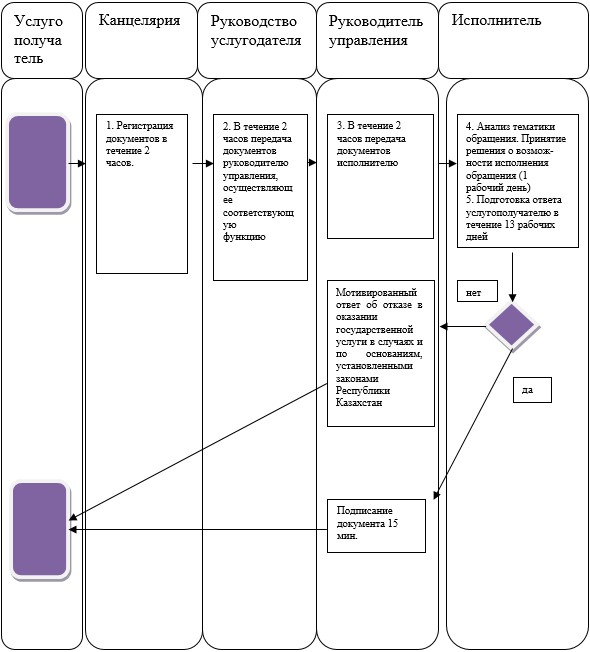 Услуго
получа
тель
Канцелярия
Руководство
услугодателя
Руководитель
управления
Исполнитель
1. Регистрация
документов в
течение 2
часов.
2. В течение 2
часов передача
документов
руководителю
управления,
осуществляющ
ее
соответствующ
ую
функцию
3. В течение 2
часов передача
документов
исполнителю
4. Анализ тематики
обращения. Принятие
решения о возмож-
ности исполнения
обращения (1
рабочий день)
5. Подготовка ответа
услугополучателю в
течение 13 рабочих
дней
нет
Мотивированный
ответ об отказе в
оказании
государственной
услуги в случаях и
по основаниям,
установленными
законами
Республики
Казахстан
да
Подписание
документа 15
мин.